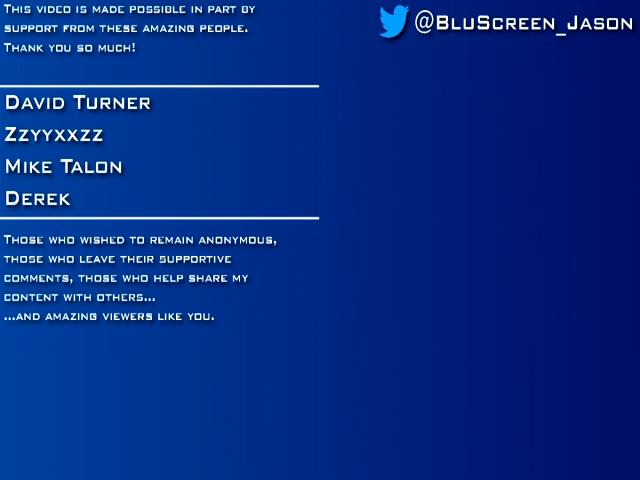 This video is made possible in part by
support from these amazing people.
Thank you so much!
@BluScreen_Jason
David Turner
Zzyyxxzz
Mike Talon
Derek
Those who wished to remain anonymous,
those who leave their supportive
comments, those who help share my
content with others...
...and amazing viewers like you.